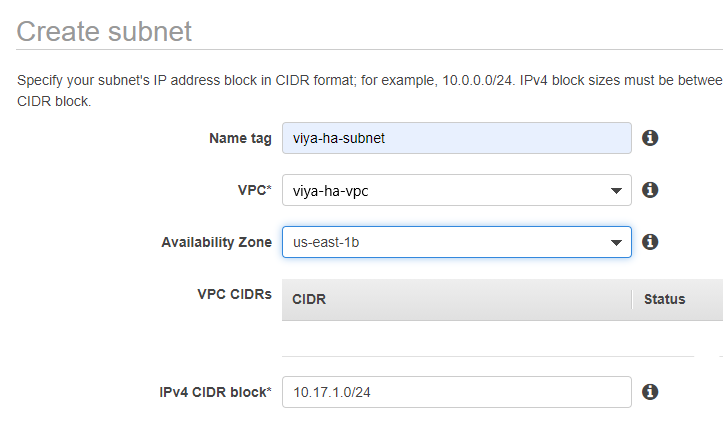 Create subnet
Specify your subnet's IP address block in CIDR format; for example, 10.0.0.0/24. IPv4 block sizes must be
CIDR block.
Name tag viya-ha-subnet
VPC* viya-ha-vpc
Availability Zone us-east-1b
VPC CIDRs CIDR Status
IPv4 CIDR block* 10.17.1.0/24